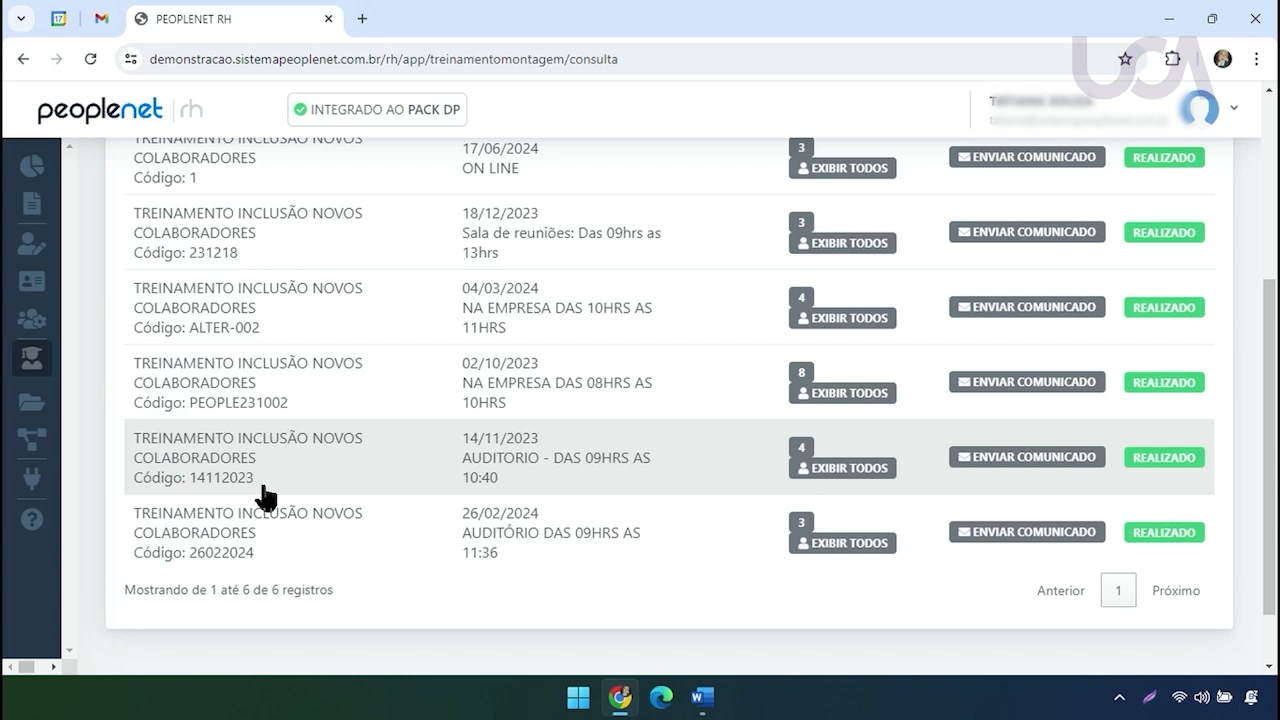 PEOPLENET RH
demonstracao.sistemapeoplenet.com.br/rh/app/treinamentomontagem/consulta
UCA
peoplenet rh
INTEGRADO AO PACK DP
TREINAMENTO INCLUSÃO NOVOS
COLABORADORES
Código: 1
17/06/2024
ON LINE
3
EXIBIR TODOS
ENVIAR COMUNICADO
REALIZADO
TREINAMENTO INCLUSÃO NOVOS
COLABORADORES
Código: 231218
18/12/2023
Sala de reuniões: Das 09hrs as
13hrs
3
EXIBIR TODOS
ENVIAR COMUNICADO
REALIZADO
TREINAMENTO INCLUSÃO NOVOS
COLABORADORES
Código: ALTER-002
04/03/2024
NA EMPRESA DAS 10HRS AS
11HRS
4
EXIBIR TODOS
ENVIAR COMUNICADO
REALIZADO
TREINAMENTO INCLUSÃO NOVOS
COLABORADORES
Código: PEOPLE231002
02/10/2023
NA EMPRESA DAS 08HRS AS
10HRS
8
EXIBIR TODOS
ENVIAR COMUNICADO
REALIZADO
TREINAMENTO INCLUSÃO NOVOS
COLABORADORES
Código: 14112023
14/11/2023
AUDITORIO - DAS 09HRS AS
10:40
4
EXIBIR TODOS
ENVIAR COMUNICADO
REALIZADO
TREINAMENTO INCLUSÃO NOVOS
COLABORADORES
Código: 26022024
26/02/2024
AUDITÓRIO DAS 09HRS AS
11:36
3
EXIBIR TODOS
ENVIAR COMUNICADO
REALIZADO
Mostrando de 1 até 6 de 6 registros
Anterior
1
Próximo